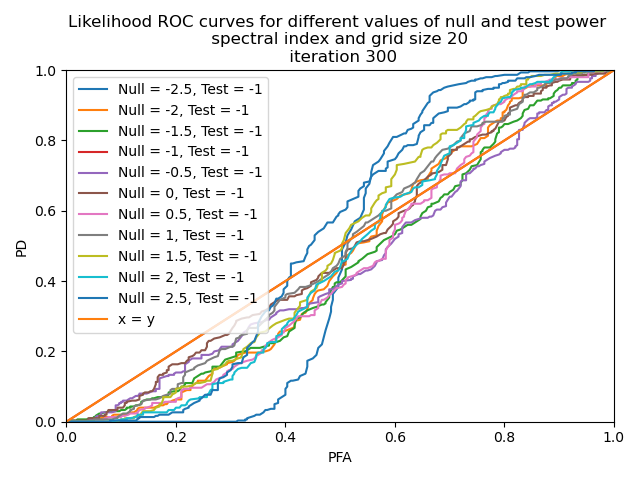 Likelihood ROC curves for different values of null and test power
spectral index and grid size 20
iteration 300
1.0
0.8
0.6
0.4
0.2
0.0
PD
Null = -2.5, Test = -1
Null = -2, Test = -1
Null = -1.5, Test = -1
Null = -1, Test = -1
Null = -0.5, Test = -1
Null = 0, Test = -1
Null = 0.5, Test = -1
Null = 1, Test = -1
Null = 1.5, Test = -1
Null = 2, Test = -1
Null = 2.5, Test = -1
x = y
0.0 0.2 0.4 0.6 0.8 1.0
PFA